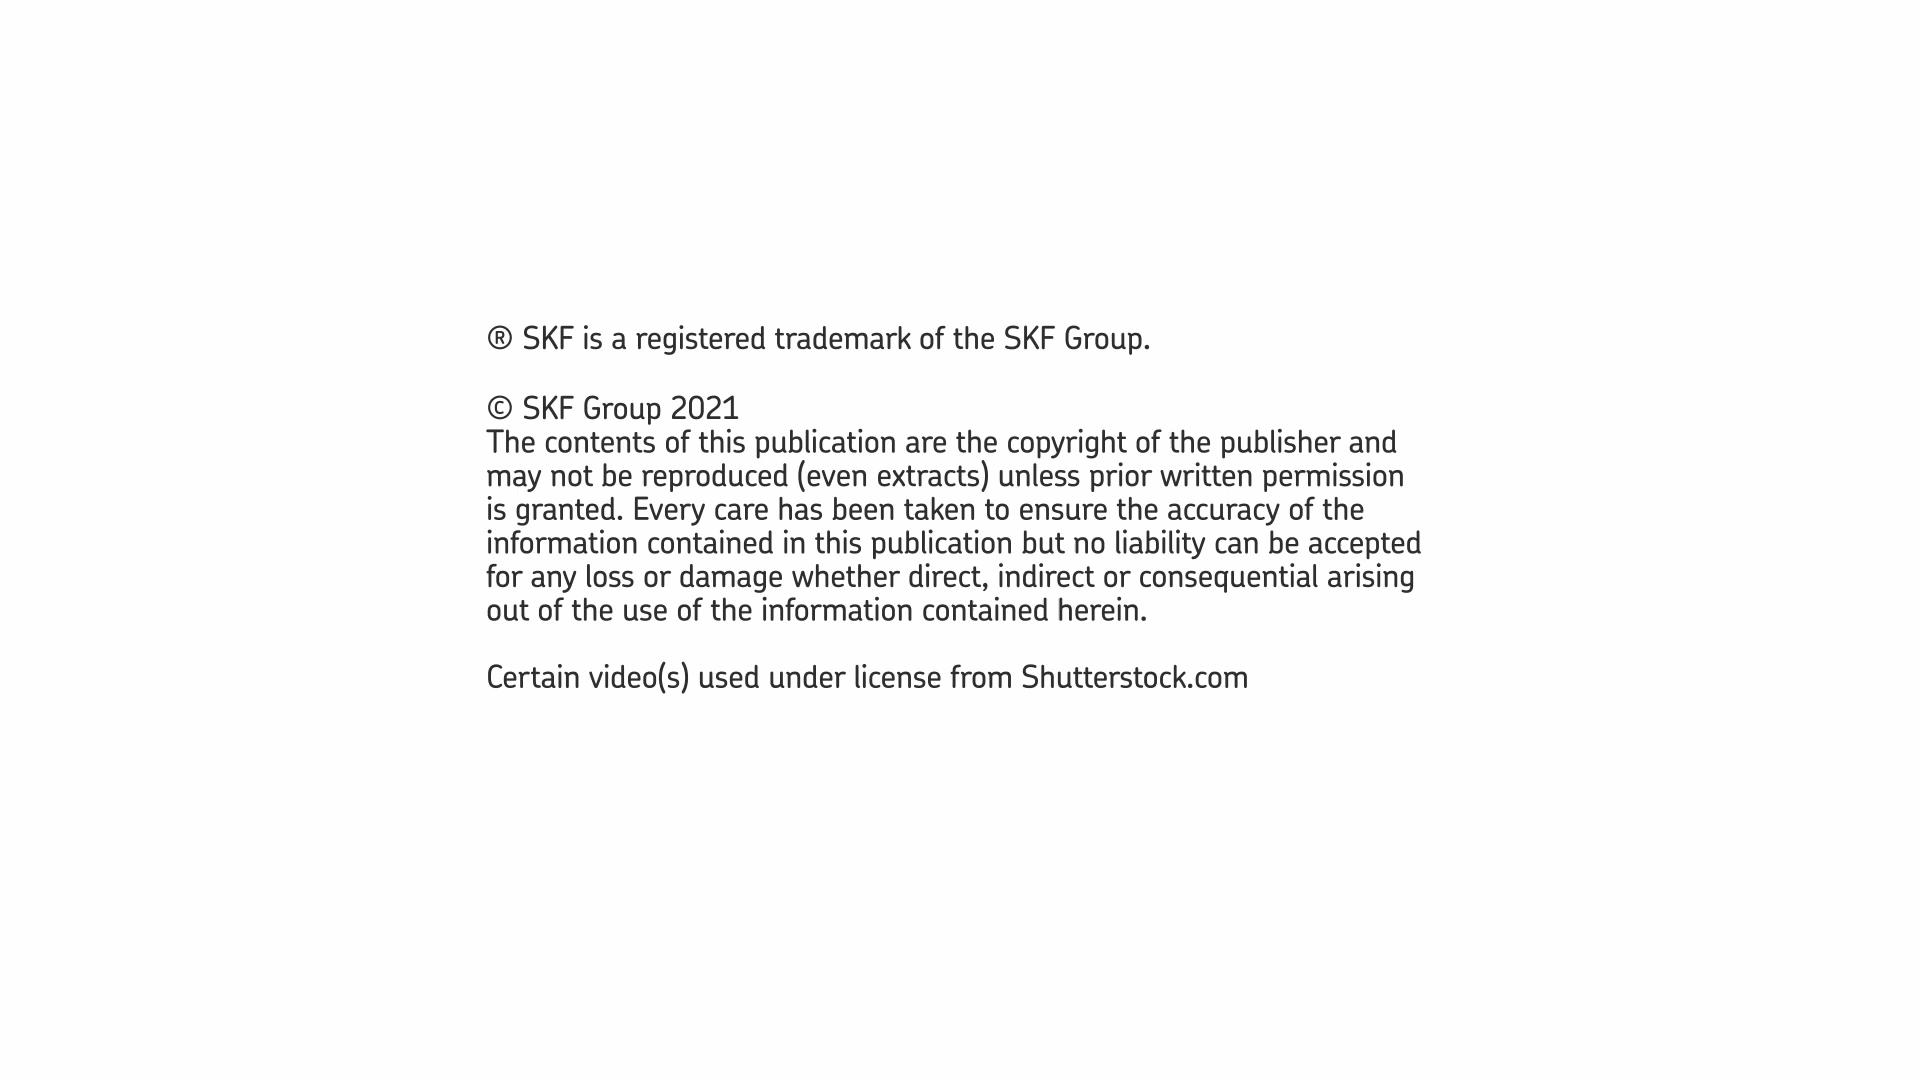 ® SKF is a registered trademark of the SKF Group.
© SKF Group 2021
The contents of this publication are the copyright of the publisher and
may not be reproduced (even extracts) unless prior written permission
is granted. Every care has been taken to ensure the accuracy of the
information contained in this publication but no liability can be accepted
for any loss or damage whether direct, indirect or consequential arising
out of the use of the information contained herein.
Certain video(s) used under license from Shutterstock.com